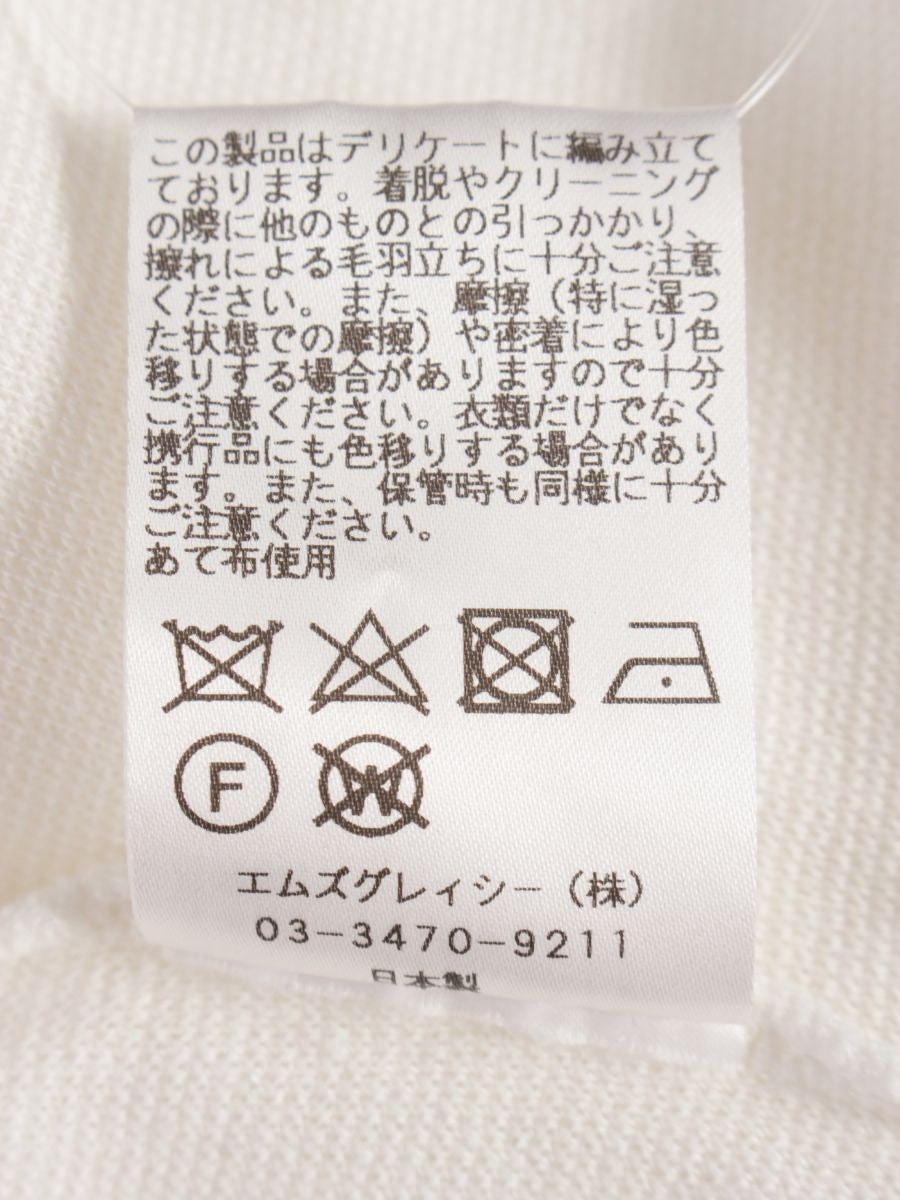 この製品はデリケートに編み立て
ております。着脱やクリーニング
の際に他のものとの引っかかり、
擦れによる毛羽立ちに十分ご注意
ください。また、摩擦（特に湿っ
た状態での摩擦）や密着により色
移りする場合がありますので十分
ご注意ください。衣類だけでなく
携行品にも色移りする場合があり
ます。また、保管時も同様に十分
ご注意ください。
あて布使用
F
W
エムズグレィシー（株）
03-3470-9211
日本製